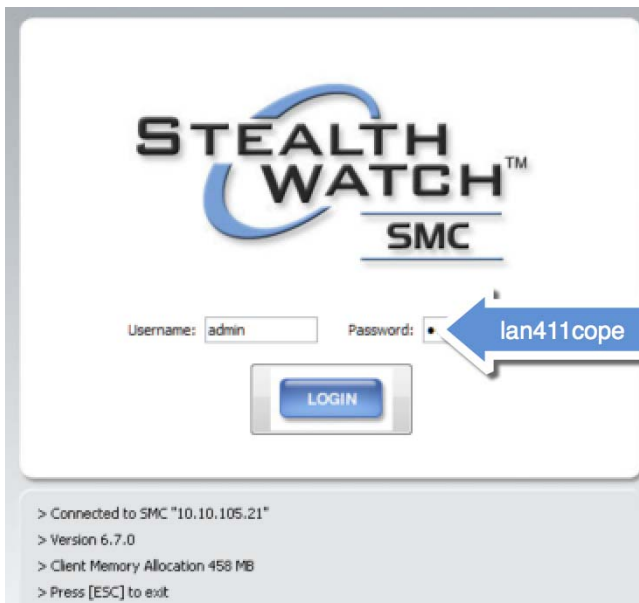 STEALTH
WATCH™
SMC
Username: admin Password: • lan411cope
LOGIN
> Connected to SMC "10.10.105.21"
> Version 6.7.0
> Client Memory Allocation 458 MB
> Press [ESC] to exit